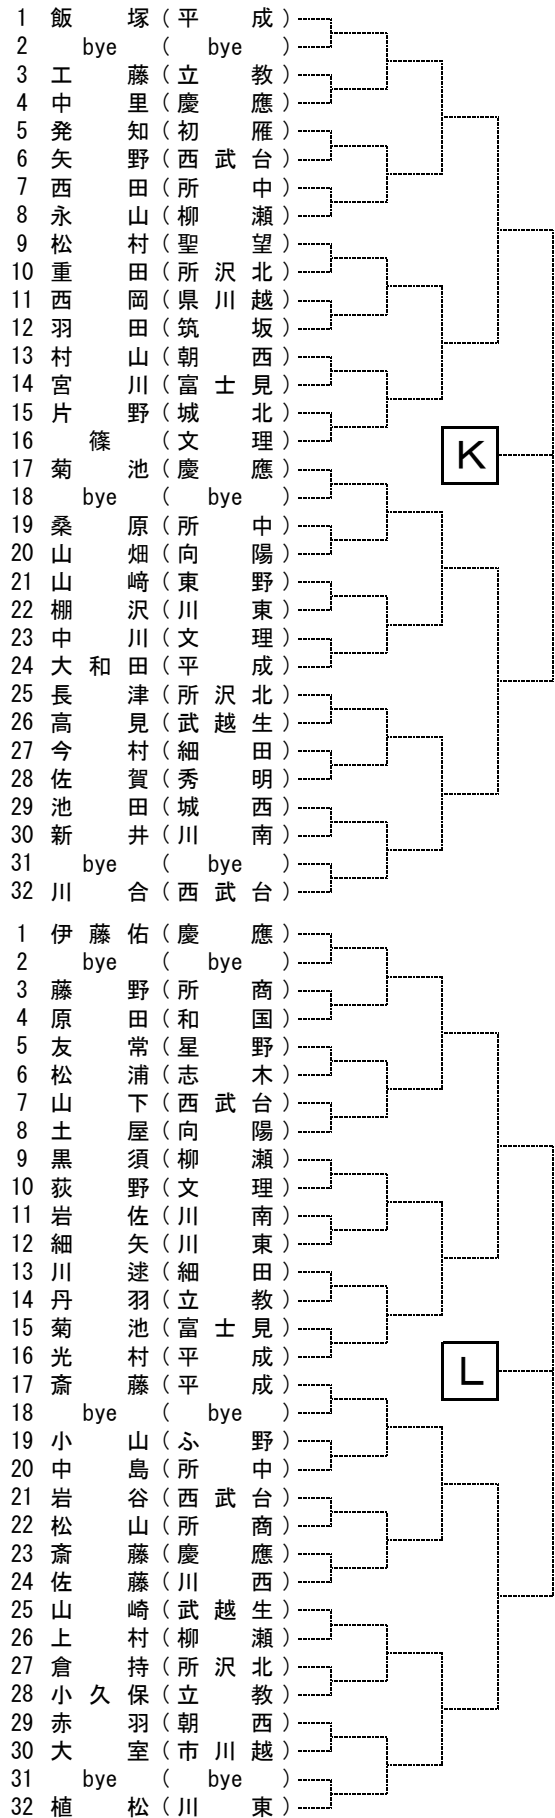 1 飯塚(平成)
2 bye (bye)
3 工藤(立教)
4 中里(慶應)
5 発知(初雁)
6 矢野(西武台)
7 西田(所中)
8 永山(柳瀬)
9 松村(聖望)
10 重田(所沢北)
11 西岡(県川越)
12 羽田(筑坂)
13 村山(朝西)
14 宮川(富士見)
15 片野(城北)
16 篠(文理)
K
17 菊池(慶應)
18 bye (bye)
19 桑原(所中)
20 山畑(向陽)
21 山﨑(東野)
22 棚沢(川東)
23 中川(文理)
24 大和田(平成)
25 長津(所沢北)
26 高見(武越生)
27 今村(細田)
28 佐賀(秀明)
29 池田(城西)
30 新井(川南)
31 bye (bye)
32 川合(西武台)
1 伊藤佑(慶應)
2 bye (bye)
3 藤野(所商)
4 原田(和国)
5 友常(星野)
6 松浦(志木)
7 山下(西武台)
8 土屋(向陽)
9 黒須(柳瀬)
10 荻野(文理)
11 岩佐(川南)
12 細矢(川東)
13 川逑(細田)
14 丹羽(立教)
15 菊池(富士見)
16 光村(平成)
L
17 斎藤(平成)
18 bye (bye)
19 小山(ふ野)
20 中島(所中)
21 岩谷(西武台)
22 松山(所商)
23 斎藤(慶應)
24 佐藤(川西)
25 山崎(武越生)
26 上村(柳瀬)
27 倉持(所沢北)
28 小久保(立教)
29 赤羽(朝西)
30 大室(市川越)
31 bye (bye)
32 植松(川東)